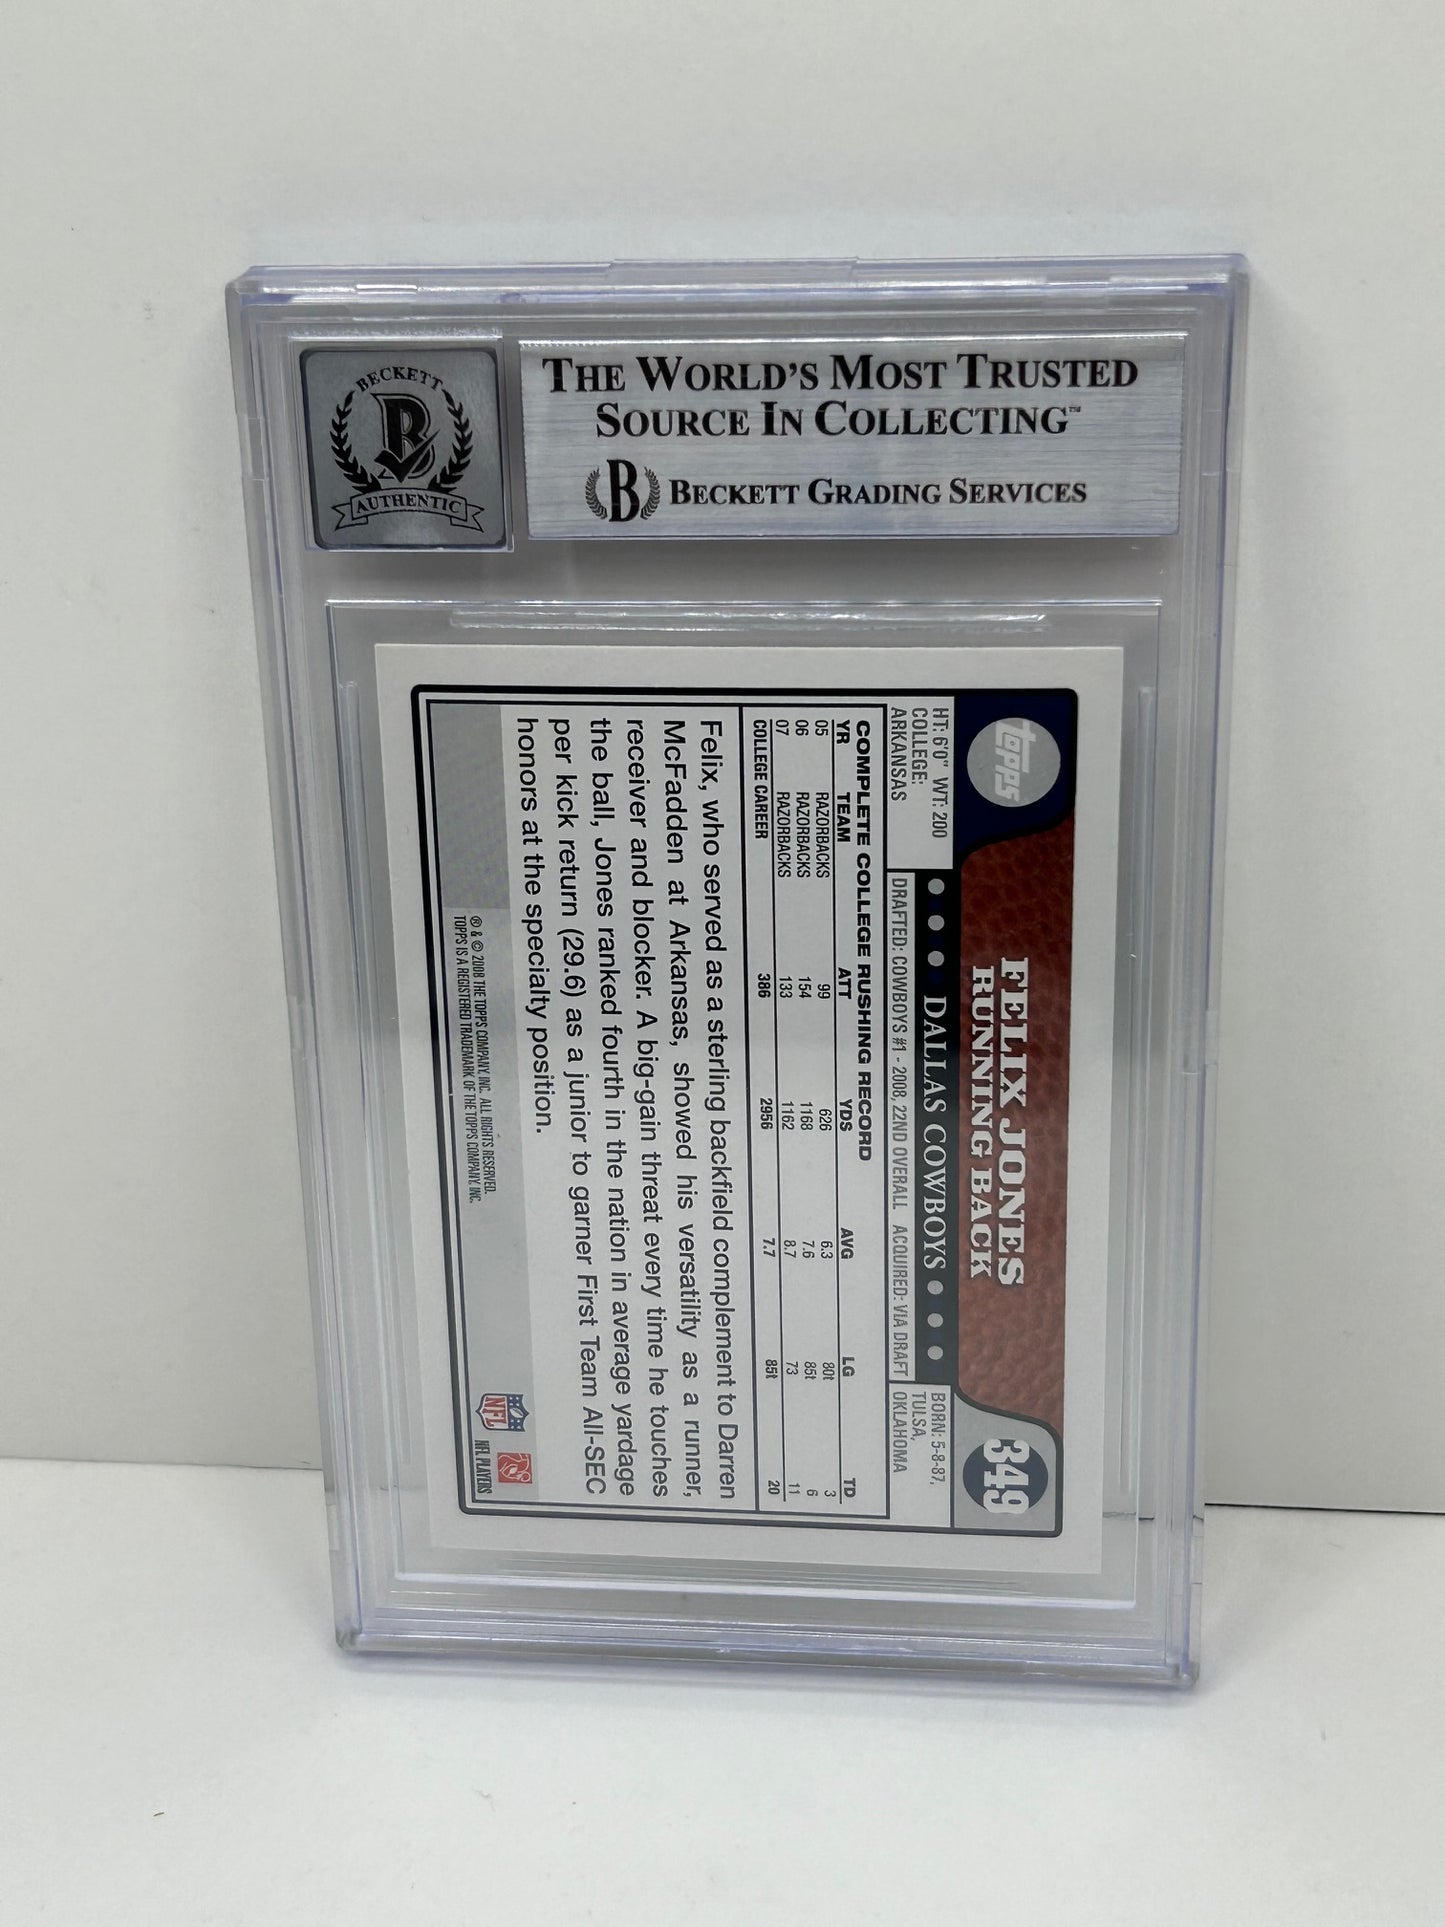 BECKETT
B
AUTHENTIC
THE WORLD'S MOST TRUSTED
SOURCE IN COLLECTING™
B BECKETT GRADING SERVICES
topps
FELIX JONES
RUNNING BACK
349
DALLAS COWBOYS
HT: 6'0" WT: 200
COLLEGE:
ARKANSAS
DRAFTED: COWBOYS #1 - 2008, 22ND OVERALL ACQUIRED: VIA DRAFT
BORN: 5-8-87,
TULSA,
OKLAHOMA
COMPLETE COLLEGE RUSHING RECORD
YR TEAM ATT YDS AVG LG TD
05 RAZORBACKS 99 626 6.3 80t 3
06 RAZORBACKS 154 1168 7.6 85t 6
07 RAZORBACKS 133 1162 8.7 73 11
COLLEGE CAREER 386 2956 7.7 85t 20
Felix, who served as a sterling backfield complement to Darren
McFadden at Arkansas, showed his versatility as a runner,
receiver and blocker. A big-gain threat every time he touches
the ball, Jones ranked fourth in the nation in average yardage
per kick return (29.6) as a junior to garner First Team All-SEC
honors at the specialty position.
® & © 2008 THE TOPPS COMPANY, INC. ALL RIGHTS RESERVED.
TOPPS IS A REGISTERED TRADEMARK OF THE TOPPS COMPANY, INC.
NFL
NFL PLAYERS